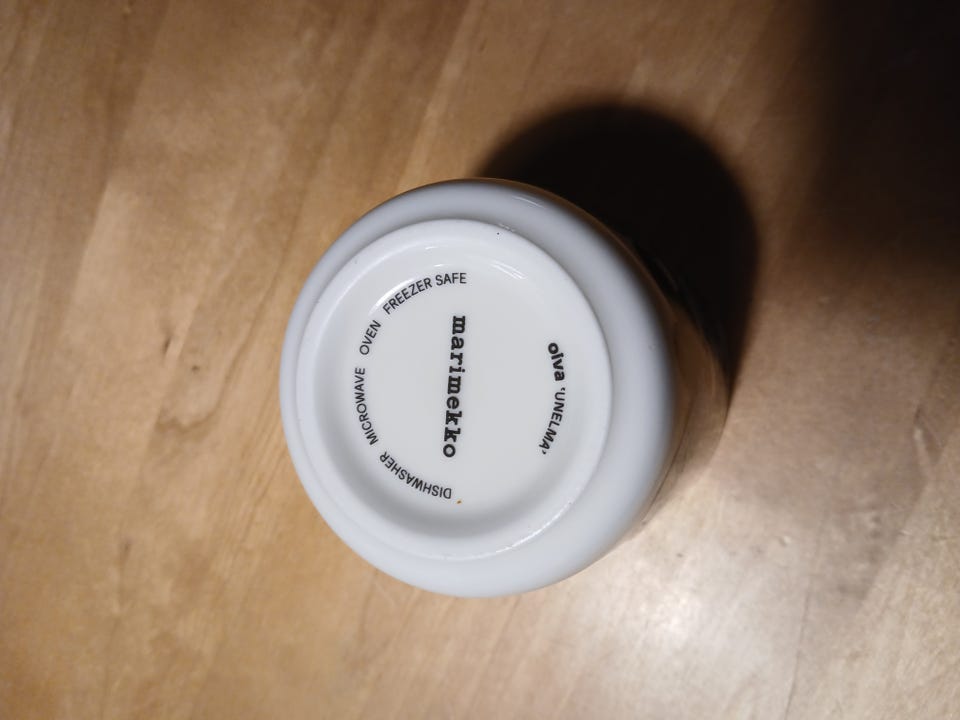 oiva 'UNELMA'
marimekko
DISHWASHER MICROWAVE OVEN FREEZER SAFE